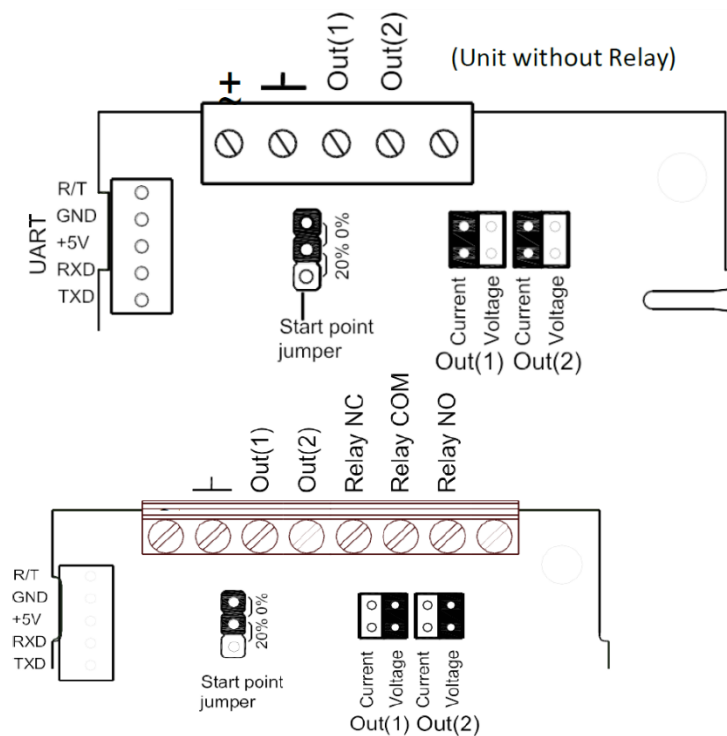 ~+
Out(1)
Out(2)
(Unit without Relay)
UART
R/T
GND
+5V
RXD
TXD
20% 0%
Start point
jumper
Current
Voltage
Current
Voltage
Out(1) Out(2)
Out(1)
Out(2)
Relay NC
Relay COM
Relay NO
R/T
GND
+5V
RXD
TXD
20% 0%
Start point
jumper
Current
Voltage
Current
Voltage
Out(1) Out(2)